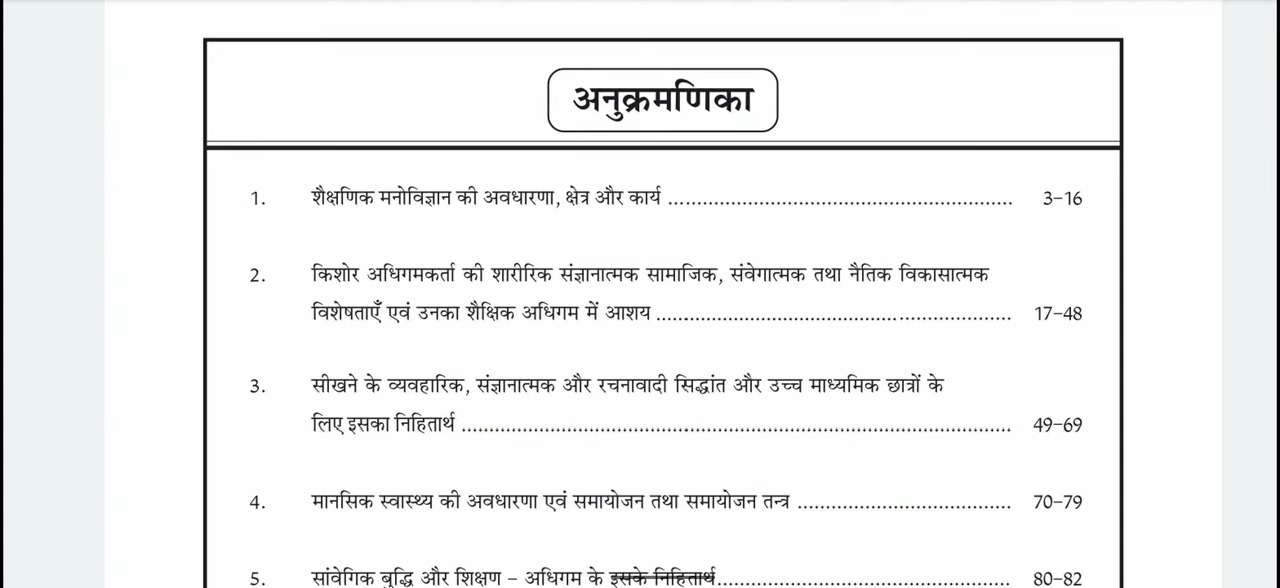 अनुक्रमणिका
1. शैक्षणिक मनोविज्ञान की अवधारणा, क्षेत्र और कार्य ................................................................ 3–16
2. किशोर अधिगमकर्ता की शारीरिक संज्ञानात्मक सामाजिक, संवेगात्मक तथा नैतिक विकासात्मक
विशेषताएँ एवं उनका शैक्षिक अधिगम में आशय .................................................................. 17–48
3. सीखने के व्यवहारिक, संज्ञानात्मक और रचनावादी सिद्धांत और उच्च माध्यमिक छात्रों के
लिए इसका निहितार्थ ...................................................................................................... 49–69
4. मानसिक स्वास्थ्य की अवधारणा एवं समायोजन तथा समायोजन तन्त्र ....................................... 70–79
5. सांवेगिक बुद्धि और शिक्षण – अधिगम के इसके निहितार्थ...................................................... 80–82